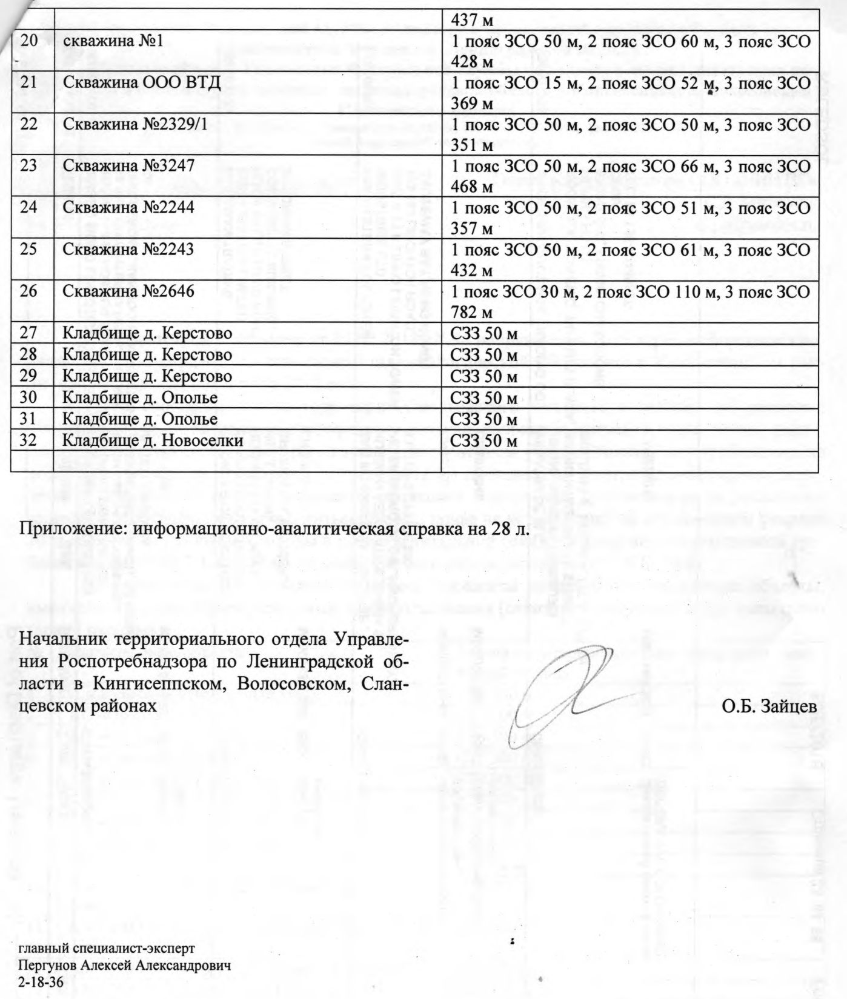 437 м
20 скважина №1 1 пояс ЗСО 50 м, 2 пояс ЗСО 60 м, 3 пояс ЗСО
428 м
21 Скважина ООО ВТД 1 пояс ЗСО 15 м, 2 пояс ЗСО 52 м, 3 пояс ЗСО
369 м
22 Скважина №2329/1 1 пояс ЗСО 50 м, 2 пояс ЗСО 50 м, 3 пояс ЗСО
351 м
23 Скважина №3247 1 пояс ЗСО 50 м, 2 пояс ЗСО 66 м, 3 пояс ЗСО
468 м
24 Скважина №2244 1 пояс ЗСО 50 м, 2 пояс ЗСО 51 м, 3 пояс ЗСО
357 м
25 Скважина №2243 1 пояс ЗСО 50 м, 2 пояс ЗСО 61 м, 3 пояс ЗСО
432 м
26 Скважина №2646 1 пояс ЗСО 30 м, 2 пояс ЗСО 110 м, 3 пояс ЗСО
782 м
27 Кладбище д. Керстово СЗЗ 50 м
28 Кладбище д. Керстово СЗЗ 50 м
29 Кладбище д. Керстово СЗЗ 50 м
30 Кладбище д. Ополье СЗЗ 50 м
31 Кладбище д. Ополье СЗЗ 50 м
32 Кладбище д. Новоселки СЗЗ 50 м
Приложение: информационно-аналитическая справка на 28 л.
Начальник территориального отдела Управле-
ния Роспотребнадзора по Ленинградской об-
ласти в Кингисеппском, Волосовском, Слан-
цевском районах О.Б. Зайцев
главный специалист-эксперт
Пергунов Алексей Александрович
2-18-36